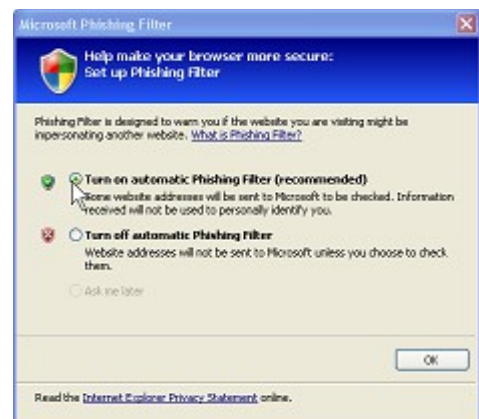 Microsoft Phishing Filter
Help make your browser more secure:
Set up Phishing Filter
Phishing Filter is designed to warn you if the website you are visiting might be
impersonating another website. What is Phishing Filter?
Turn on automatic Phishing Filter (recommended)
Some website addresses will be sent to Microsoft to be checked. Information
received will not be used to personally identify you.
Turn off automatic Phishing Filter
Website addresses will not be sent to Microsoft unless you choose to check
them.
Ask me later
OK
Read the Internet Explorer Privacy Statement online.